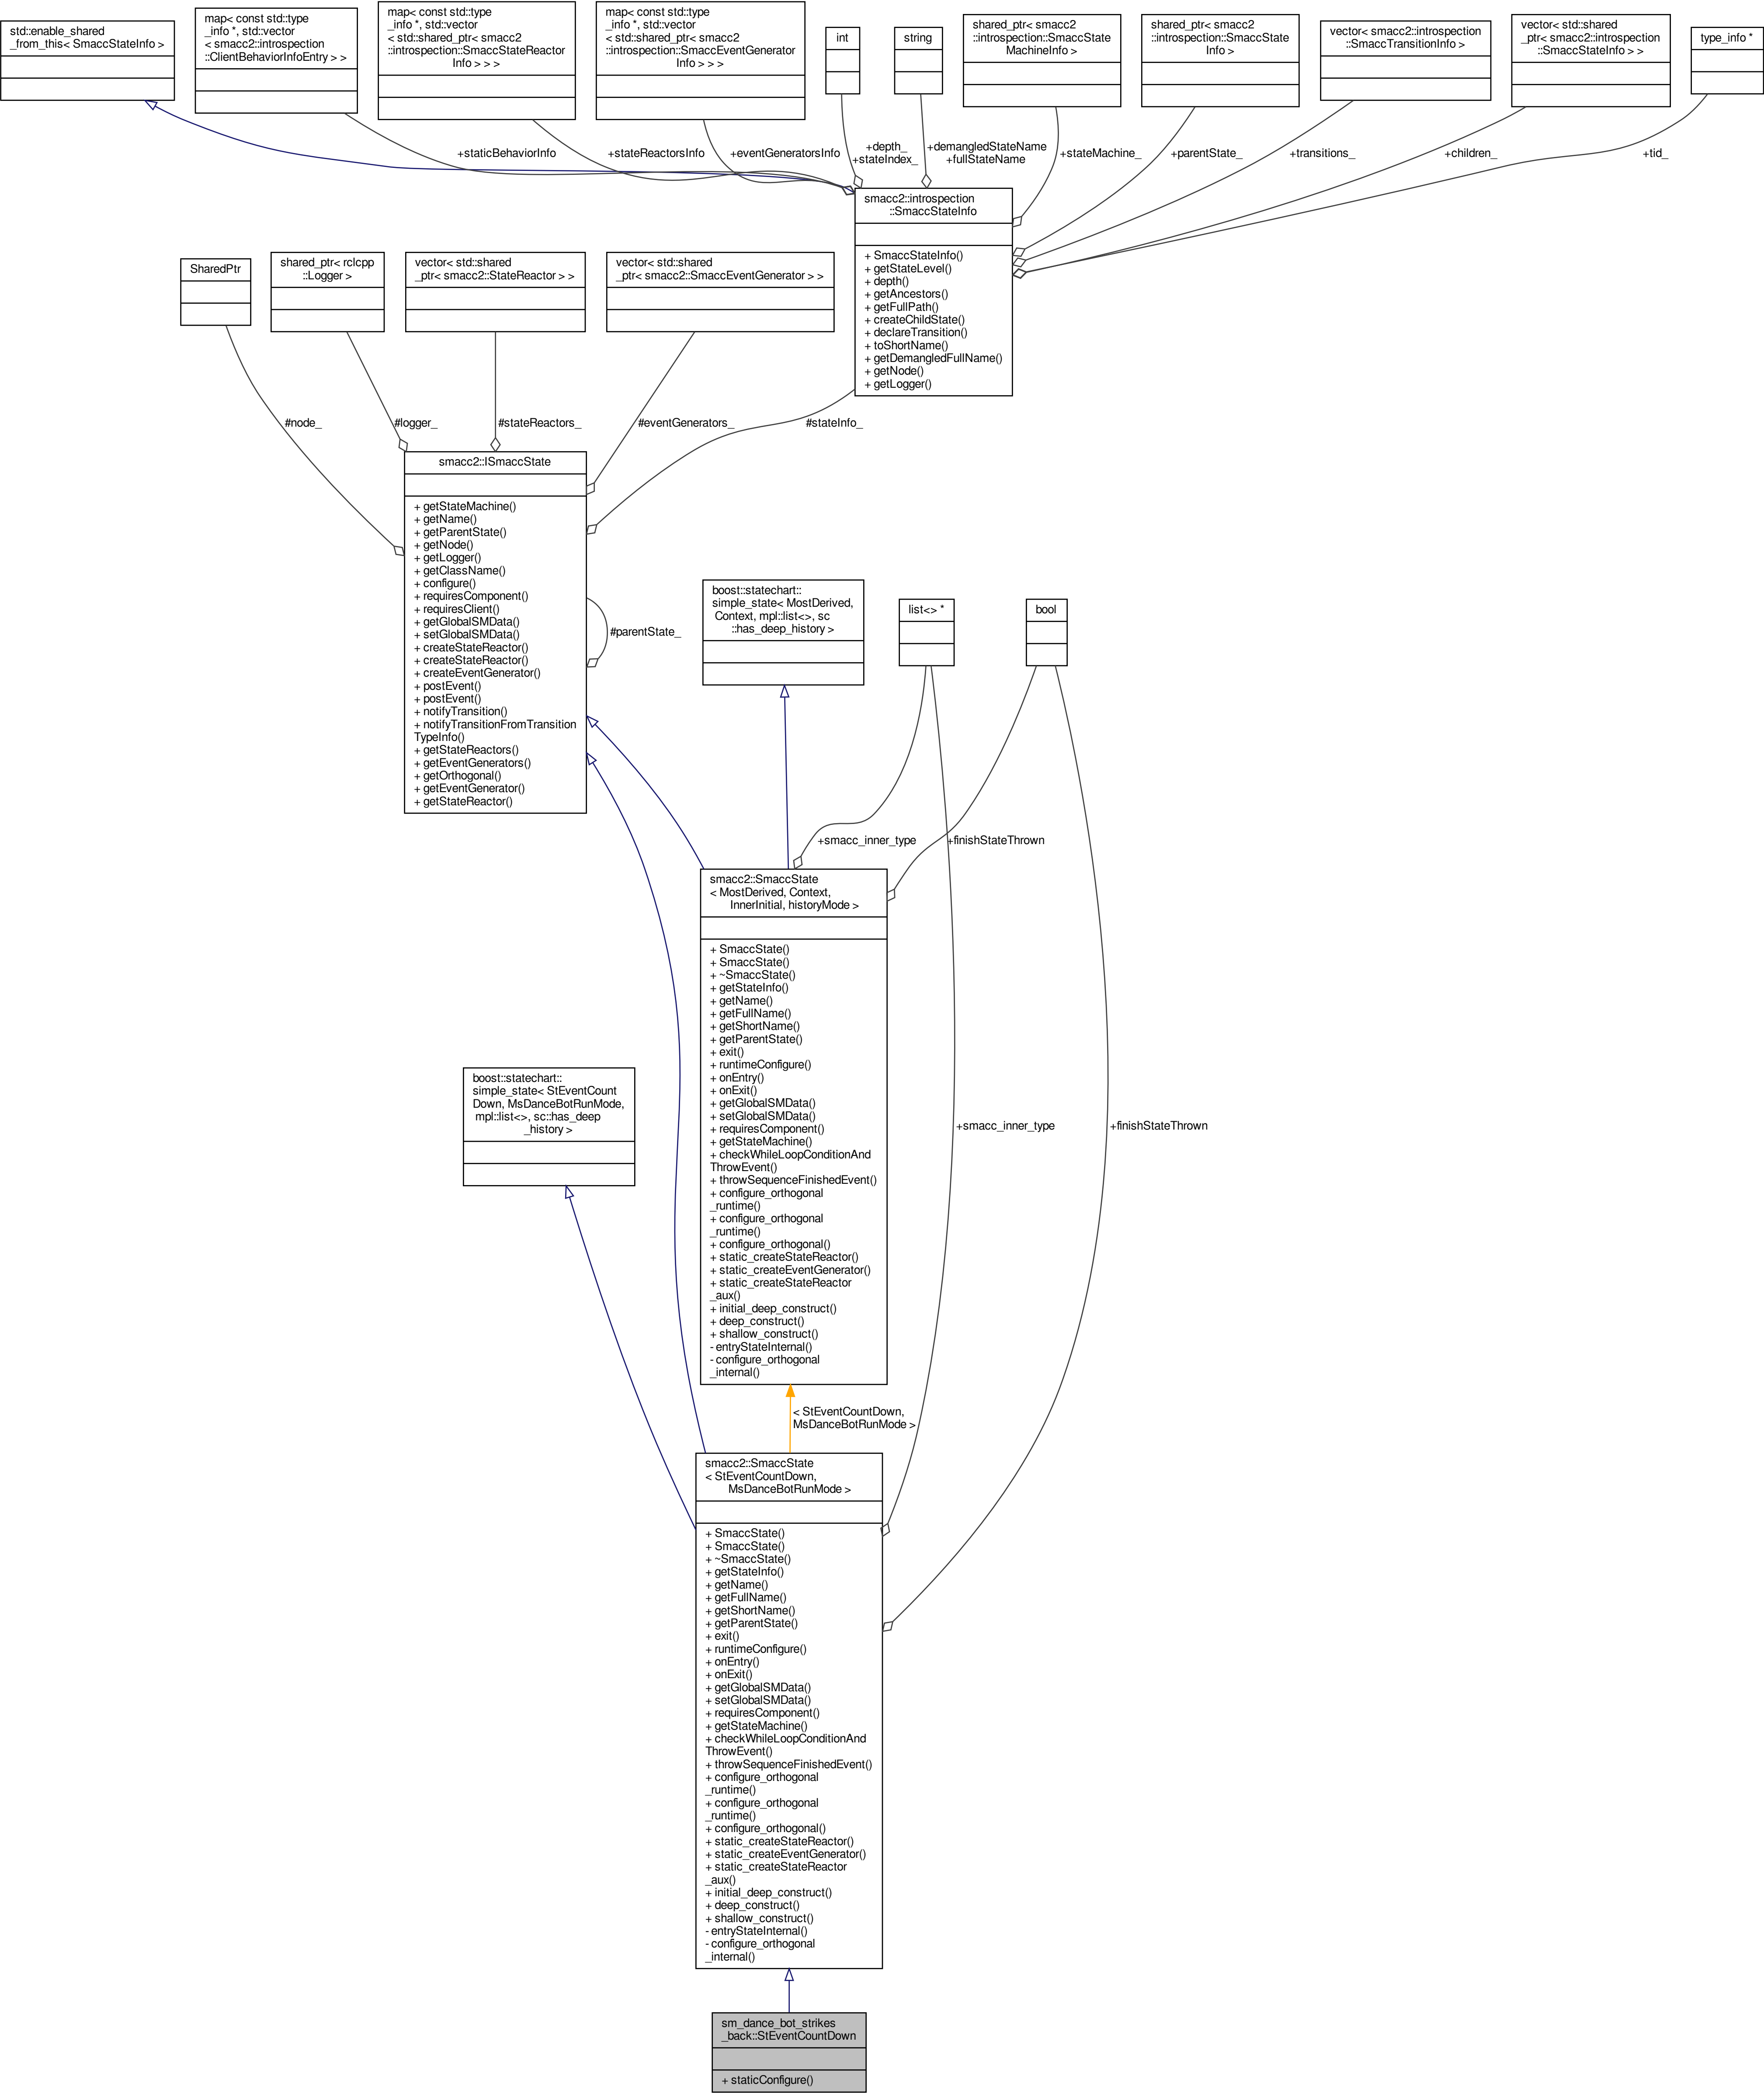 std::enable_shared
_from_this< SmaccStateInfo >
map< const std::type
_info *, std::vector
< smacc2::introspection
::ClientBehaviorInfoEntry > >
map< const std::type
_info *, std::vector
< std::shared_ptr< smacc2
::introspection::SmaccStateReactor
Info > > >
map< const std::type
_info *, std::vector
< std::shared_ptr< smacc2
::introspection::SmaccEventGenerator
Info > > >
int
string
shared_ptr< smacc2
::introspection::SmaccState
MachineInfo >
shared_ptr< smacc2
::introspection::SmaccState
Info >
vector< smacc2::introspection
::SmaccTransitionInfo >
vector< std::shared
_ptr< smacc2::introspection
::SmaccStateInfo > >
type_info *
+staticBehaviorInfo
+stateReactorsInfo
+eventGeneratorsInfo
+depth_
+stateIndex_
+demangledStateName
+fullStateName
+stateMachine_
+parentState_
+transitions_
+children_
+tid_
smacc2::introspection
::SmaccStateInfo
+ SmaccStateInfo()
+ getStateLevel()
+ depth()
+ getAncestors()
+ getFullPath()
+ createChildState()
+ declareTransition()
+ toShortName()
+ getDemangledFullName()
+ getNode()
+ getLogger()
SharedPtr
shared_ptr< rclcpp
::Logger >
vector< std::shared
_ptr< smacc2::StateReactor > >
vector< std::shared
_ptr< smacc2::SmaccEventGenerator > >
#node_
#logger_
#stateReactors_
#eventGenerators_
#stateInfo_
smacc2::ISmaccState
+ getStateMachine()
+ getName()
+ getParentState()
+ getNode()
+ getLogger()
+ getClassName()
+ configure()
+ requiresComponent()
+ requiresClient()
+ getGlobalSMData()
+ setGlobalSMData()
+ createStateReactor()
+ createStateReactor()
+ createEventGenerator()
+ postEvent()
+ postEvent()
+ notifyTransition()
+ notifyTransitionFromTransition
TypeInfo()
+ getStateReactors()
+ getEventGenerators()
+ getOrthogonal()
+ getEventGenerator()
+ getStateReactor()
#parentState_
boost::statechart::
simple_state< MostDerived,
Context, mpl::list<>, sc
::has_deep_history >
list<> *
bool
+smacc_inner_type
+finishStateThrown
smacc2::SmaccState
< MostDerived, Context,
InnerInitial, historyMode >
+ SmaccState()
+ SmaccState()
+ ~SmaccState()
+ getStateInfo()
+ getName()
+ getFullName()
+ getShortName()
+ getParentState()
+ exit()
+ runtimeConfigure()
+ onEntry()
+ onExit()
+ getGlobalSMData()
+ setGlobalSMData()
+ requiresComponent()
+ getStateMachine()
+ checkWhileLoopConditionAnd
ThrowEvent()
+ throwSequenceFinishedEvent()
+ configure_orthogonal
_runtime()
+ configure_orthogonal
_runtime()
+ configure_orthogonal()
+ static_createStateReactor()
+ static_createEventGenerator()
+ static_createStateReactor
_aux()
+ initial_deep_construct()
+ deep_construct()
+ shallow_construct()
- entryStateInternal()
- configure_orthogonal
_internal()
boost::statechart::
simple_state< StEventCount
Down, MsDanceBotRunMode,
mpl::list<>, sc::has_deep
_history >
+smacc_inner_type
+finishStateThrown
< StEventCountDown,
MsDanceBotRunMode >
smacc2::SmaccState
< StEventCountDown,
MsDanceBotRunMode >
+ SmaccState()
+ SmaccState()
+ ~SmaccState()
+ getStateInfo()
+ getName()
+ getFullName()
+ getShortName()
+ getParentState()
+ exit()
+ runtimeConfigure()
+ onEntry()
+ onExit()
+ getGlobalSMData()
+ setGlobalSMData()
+ requiresComponent()
+ getStateMachine()
+ checkWhileLoopConditionAnd
ThrowEvent()
+ throwSequenceFinishedEvent()
+ configure_orthogonal
_runtime()
+ configure_orthogonal
_runtime()
+ configure_orthogonal()
+ static_createStateReactor()
+ static_createEventGenerator()
+ static_createStateReactor
_aux()
+ initial_deep_construct()
+ deep_construct()
+ shallow_construct()
- entryStateInternal()
- configure_orthogonal
_internal()
sm_dance_bot_strikes
_back::StEventCountDown
+ staticConfigure()